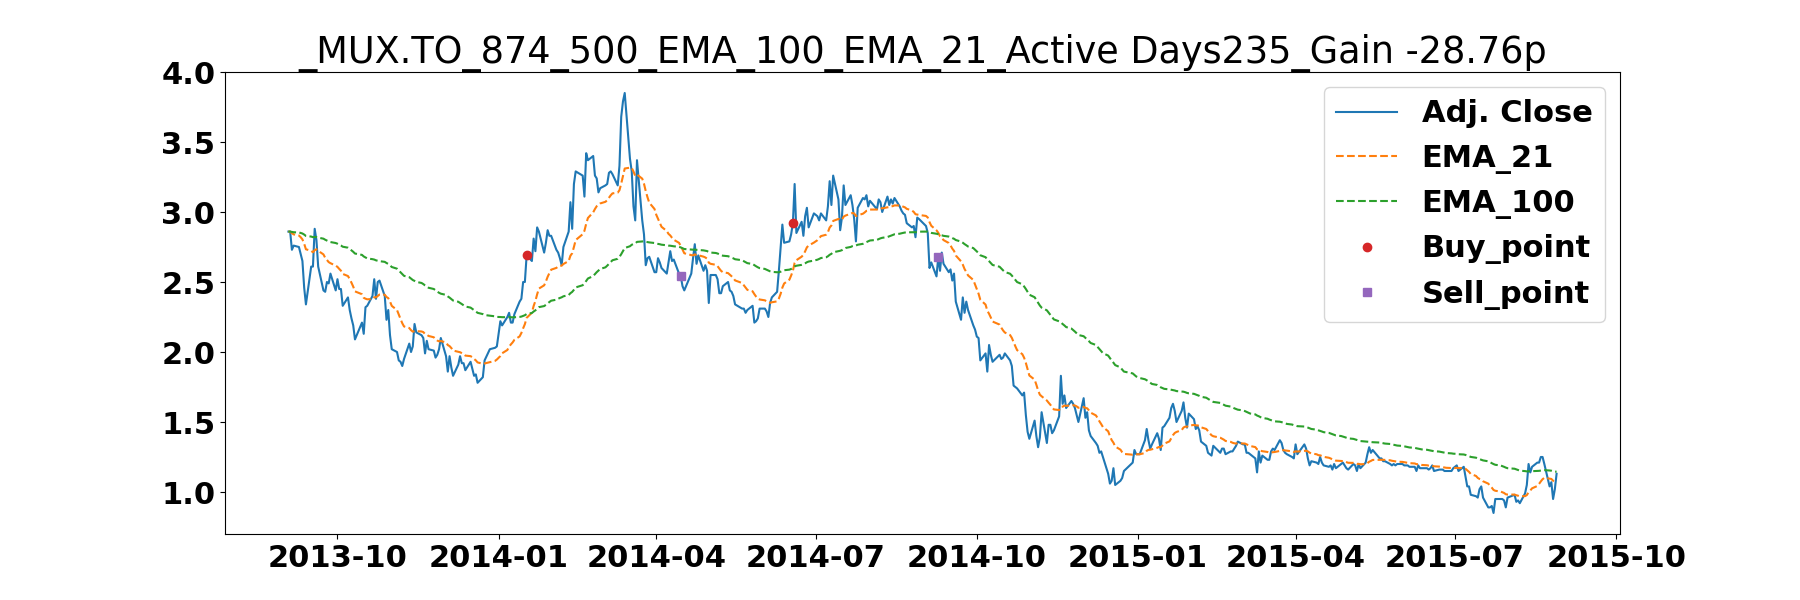 _MUX.TO_874_500_EMA_100_EMA_21_Active Days235_Gain -28.76p
4.0
3.5
3.0
2.5
2.0
1.5
1.0
Adj. Close
EMA_21
EMA_100
Buy_point
Sell_point
2013-10 2014-01 2014-04 2014-07 2014-10 2015-01 2015-04 2015-07 2015-10